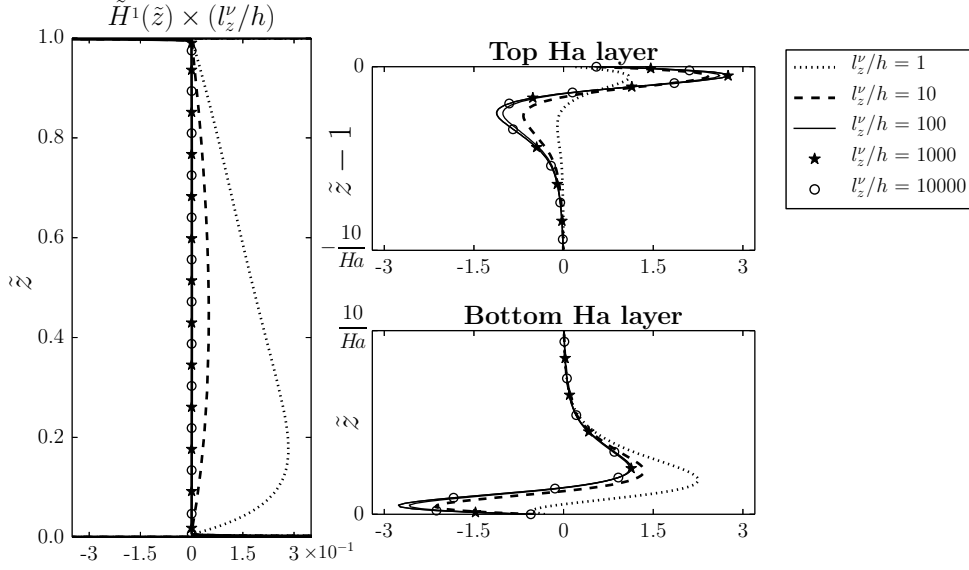 H̃¹(z̃) × (l_z^ν/h)
1.0
0.8
0.6
0.4
0.2
0.0
z̃
-3
-1.5
0
1.5
3 ×10⁻¹
Top Ha layer
0
z̃ − 1
−10/Ha
-3
-1.5
0
1.5
3
Bottom Ha layer
10/Ha
z̃
0
-3
-1.5
0
1.5
3
l_z^ν/h = 1
l_z^ν/h = 10
l_z^ν/h = 100
l_z^ν/h = 1000
l_z^ν/h = 10000